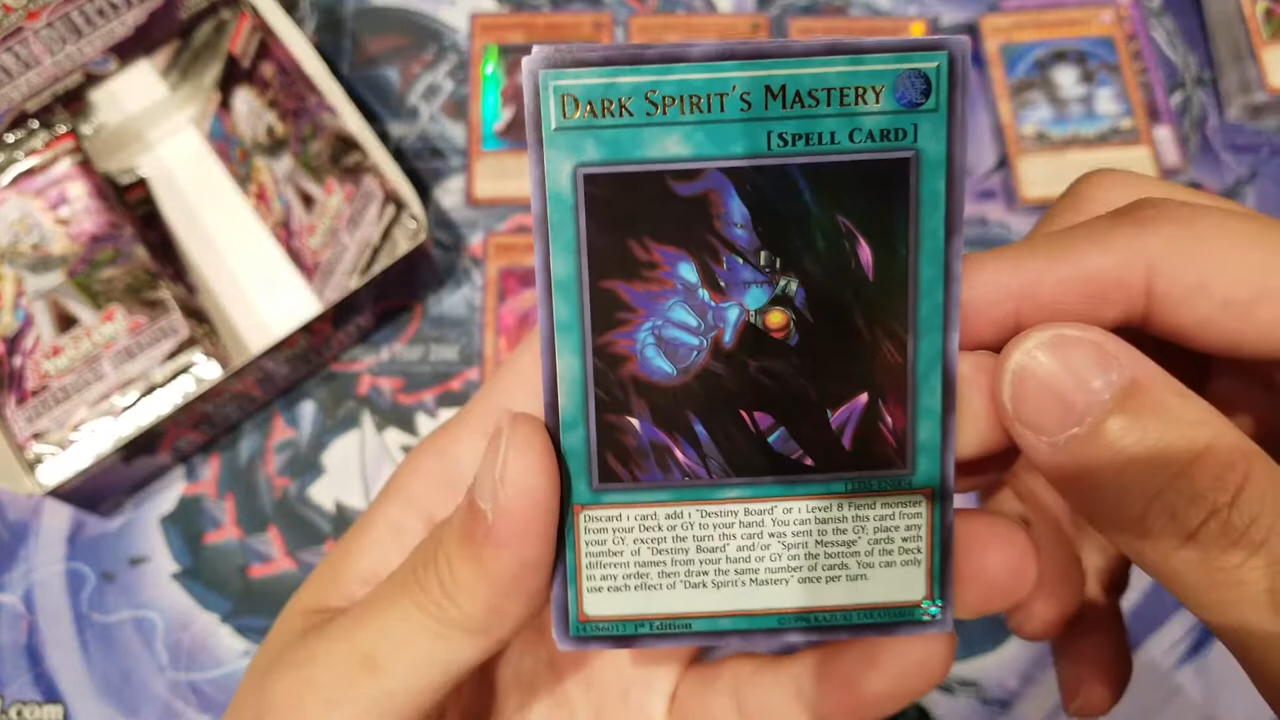 DARK SPIRIT'S MASTERY
[SPELL CARD]
LED5-EN004
Discard 1 card; add 1 "Destiny Board" or 1 Level 8 Fiend monster
from your Deck or GY to your hand. You can banish this card from
your GY, except the turn this card was sent to the GY; place any
number of "Destiny Board" and/or "Spirit Message" cards with
different names from your hand or GY on the bottom of the Deck
in any order, then draw the same number of cards. You can only
use each effect of "Dark Spirit's Mastery" once per turn.
14386013 1st Edition
©1996 KAZUKI TAKAHASHI